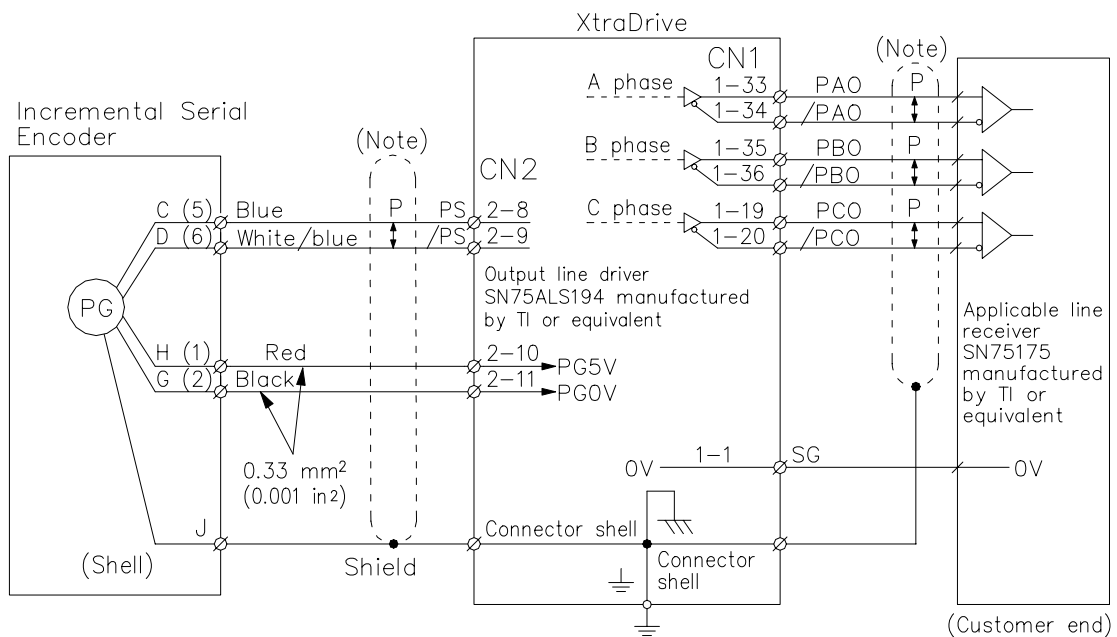 XtraDrive
Incremental Serial
Encoder
(Note)
CN2
CN1
(Note)
A phase
1-33
PAO
P
1-34
/PAO
B phase
1-35
PBO
P
1-36
/PBO
C phase
1-19
PCO
P
1-20
/PCO
C (5)
Blue
P
PS
2-8
D (6)
White/blue
/PS
2-9
PG
Output line driver
SN75ALS194 manufactured
by TI or equivalent
Applicable line
receiver
SN75175
manufactured
by TI or
equivalent
H (1)
Red
2-10
PG5V
G (2)
Black
2-11
PG0V
0.33 mm²
(0.001 in²)
0V
1-1
SG
0V
J
(Shell)
Shield
Connector shell
Connector
shell
(Customer end)